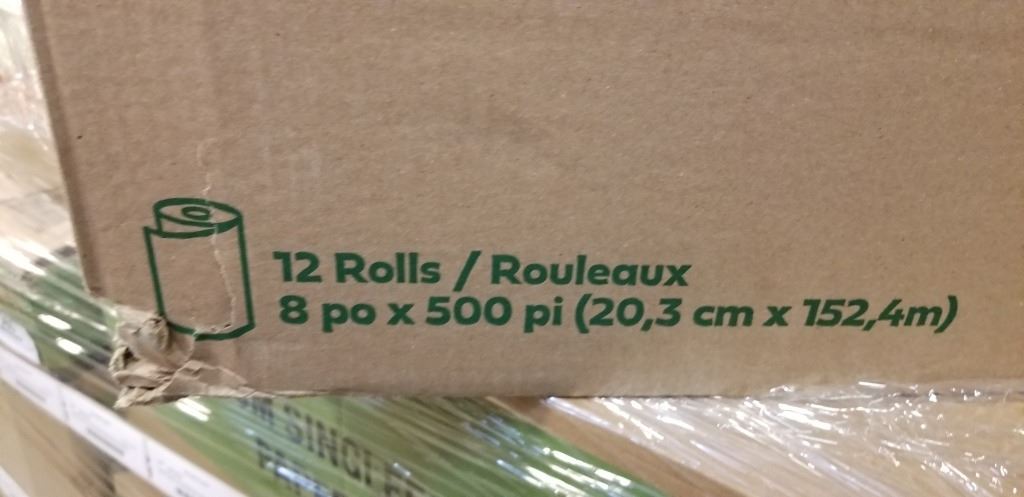 12 Rolls / Rouleaux
8 po x 500 pi (20,3 cm x 152,4m)